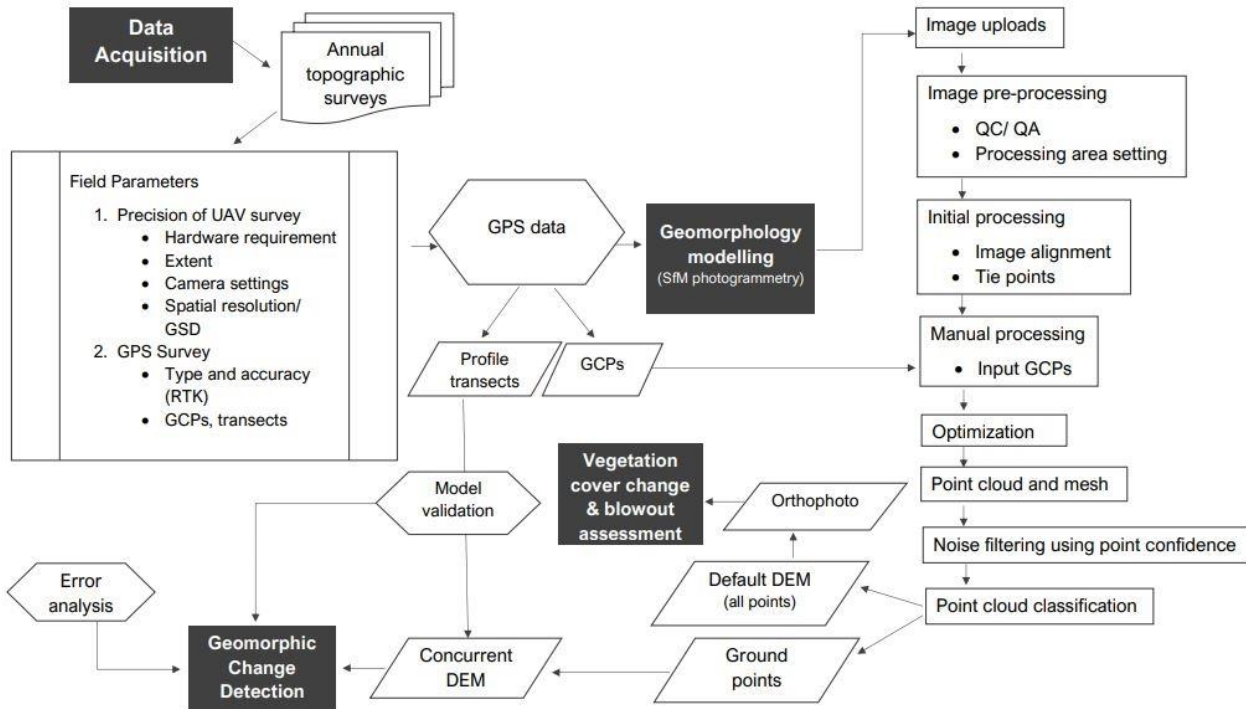 Data
Acquisition
Annual
topographic
surveys
Field Parameters
1. Precision of UAV survey
• Hardware requirement
• Extent
• Camera settings
• Spatial resolution/
GSD
2. GPS Survey
• Type and accuracy
(RTK)
• GCPs, transects
GPS data
Geomorphology
modelling
(SfM photogrammetry)
Profile
transects
GCPs
Image uploads
Image pre-processing
• QC/ QA
• Processing area setting
Initial processing
• Image alignment
• Tie points
Manual processing
• Input GCPs
Optimization
Point cloud and mesh
Noise filtering using point confidence
Point cloud classification
Model
validation
Vegetation
cover change
& blowout
assessment
Orthophoto
Default DEM
(all points)
Ground
points
Error
analysis
Geomorphic
Change
Detection
Concurrent
DEM